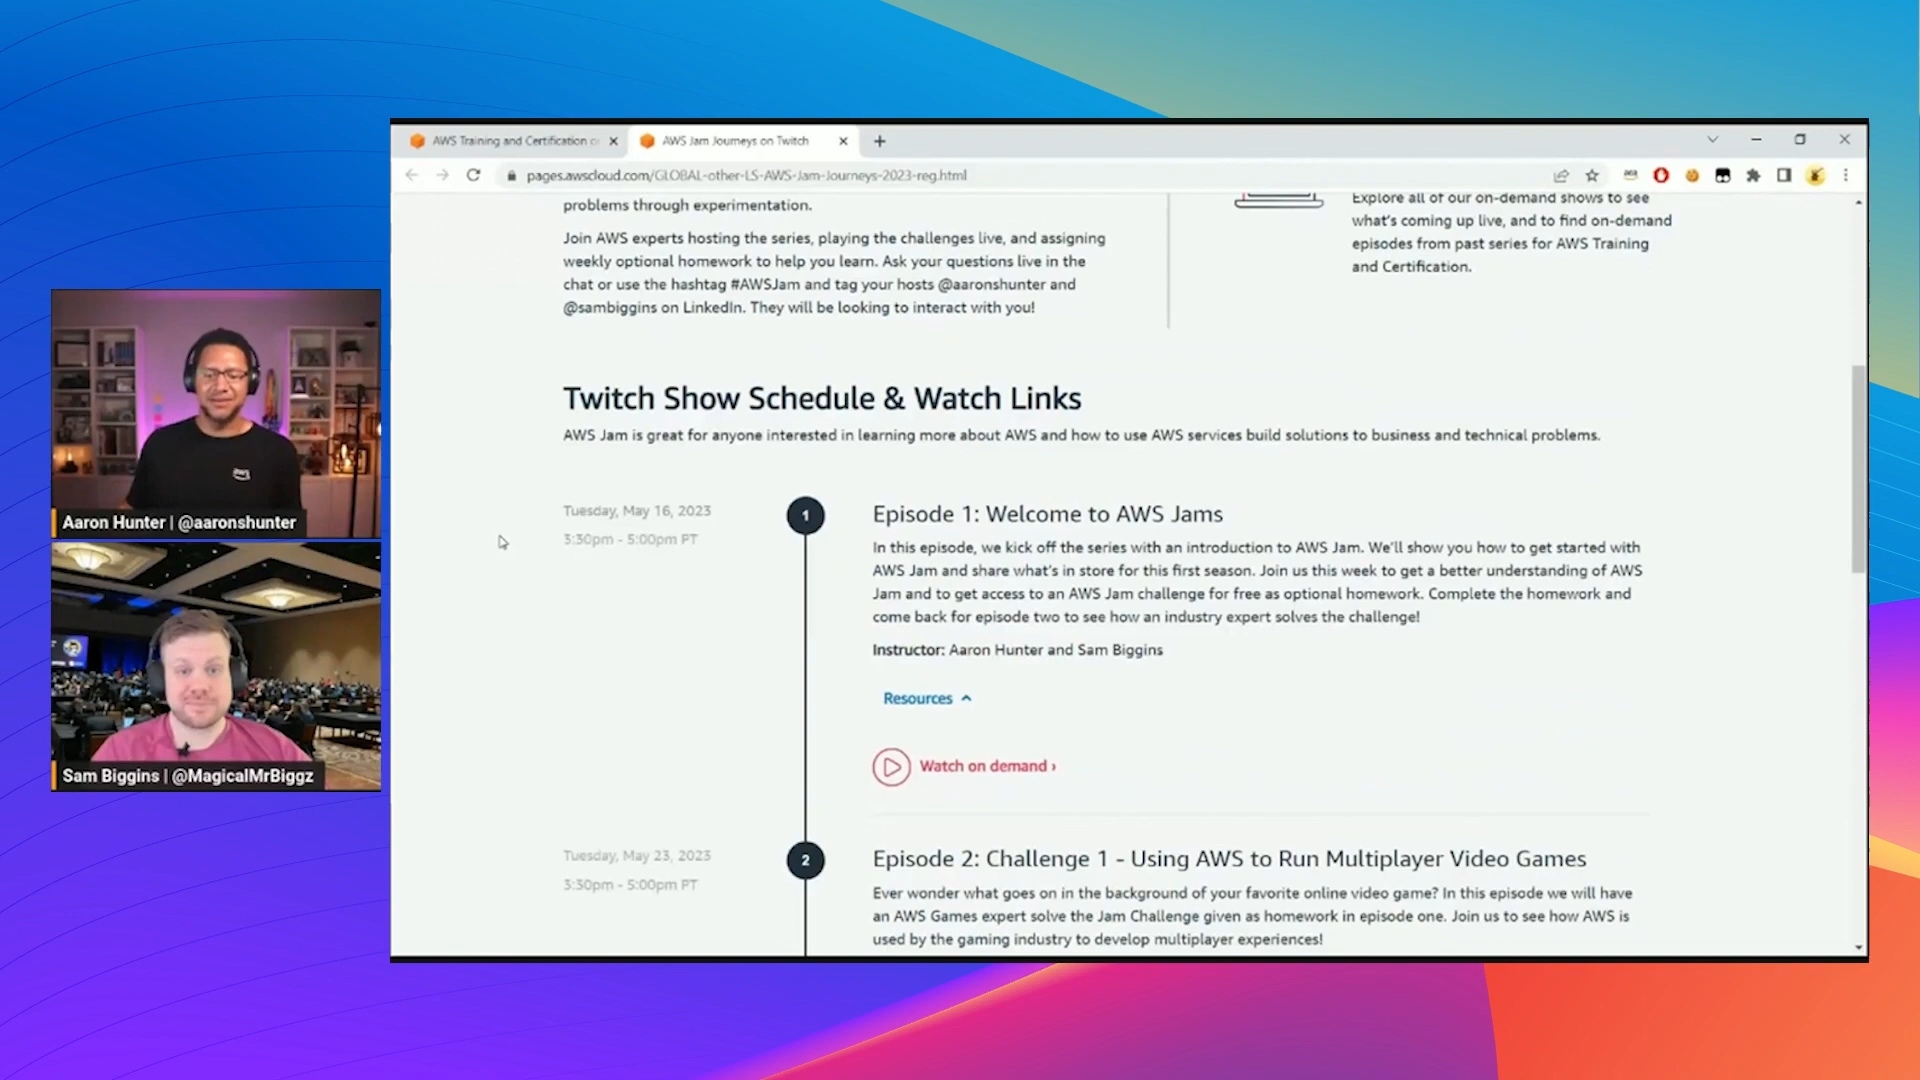 AWS Training and Certification o
AWS Jam Journeys on Twitch
pages.awscloud.com/GLOBAL-other-LS-AWS-Jam-Journeys-2023-reg.html
problems through experimentation.
Join AWS experts hosting the series, playing the challenges live, and assigning
weekly optional homework to help you learn. Ask your questions live in the
chat or use the hashtag #AWSJam and tag your hosts @aaronshunter and
@sambiggins on LinkedIn. They will be looking to interact with you!
Explore all of our on-demand shows to see
what's coming up live, and to find on-demand
episodes from past series for AWS Training
and Certification.
Twitch Show Schedule & Watch Links
AWS Jam is great for anyone interested in learning more about AWS and how to use AWS services build solutions to business and technical problems.
Tuesday, May 16, 2023
3:30pm - 5:00pm PT
1
Episode 1: Welcome to AWS Jams
In this episode, we kick off the series with an introduction to AWS Jam. We'll show you how to get started with
AWS Jam and share what's in store for this first season. Join us this week to get a better understanding of AWS
Jam and to get access to an AWS Jam challenge for free as optional homework. Complete the homework and
come back for episode two to see how an industry expert solves the challenge!
Instructor: Aaron Hunter and Sam Biggins
Resources
Watch on demand ›
Tuesday, May 23, 2023
3:30pm - 5:00pm PT
2
Episode 2: Challenge 1 - Using AWS to Run Multiplayer Video Games
Ever wonder what goes on in the background of your favorite online video game? In this episode we will have
an AWS Games expert solve the Jam Challenge given as homework in episode one. Join us to see how AWS is
used by the gaming industry to develop multiplayer experiences!
aws
Aaron Hunter | @aaronshunter
Sam Biggins | @MagicalMrBiggz